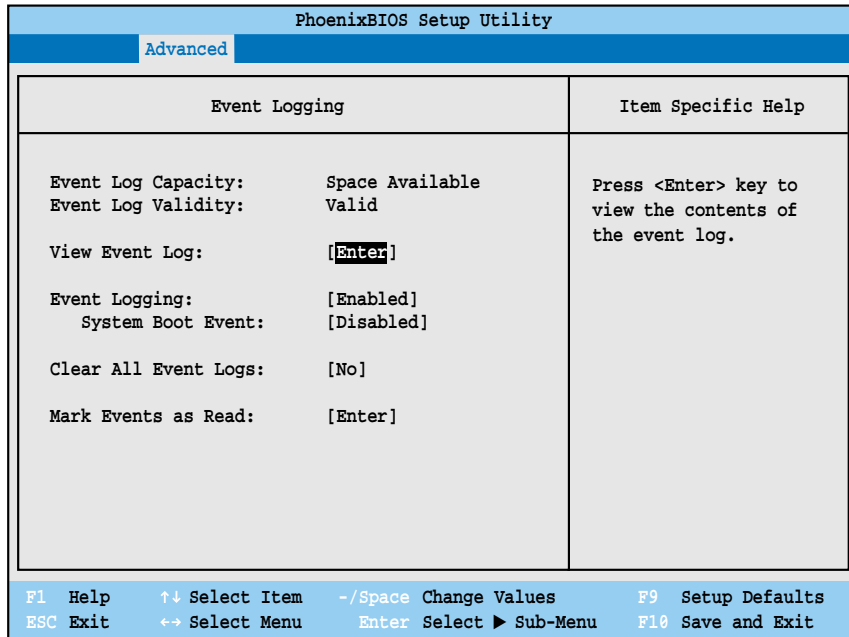 PhoenixBIOS Setup Utility
Advanced
Event Logging
Item Specific Help
Event Log Capacity: Space Available
Event Log Validity: Valid
View Event Log: [Enter]
Event Logging: [Enabled]
System Boot Event: [Disabled]
Clear All Event Logs: [No]
Mark Events as Read: [Enter]
Press <Enter> key to
view the contents of
the event log.
F1 Help ↑↓ Select Item -/Space Change Values F9 Setup Defaults
ESC Exit ←→ Select Menu Enter Select ▶ Sub-Menu F10 Save and Exit